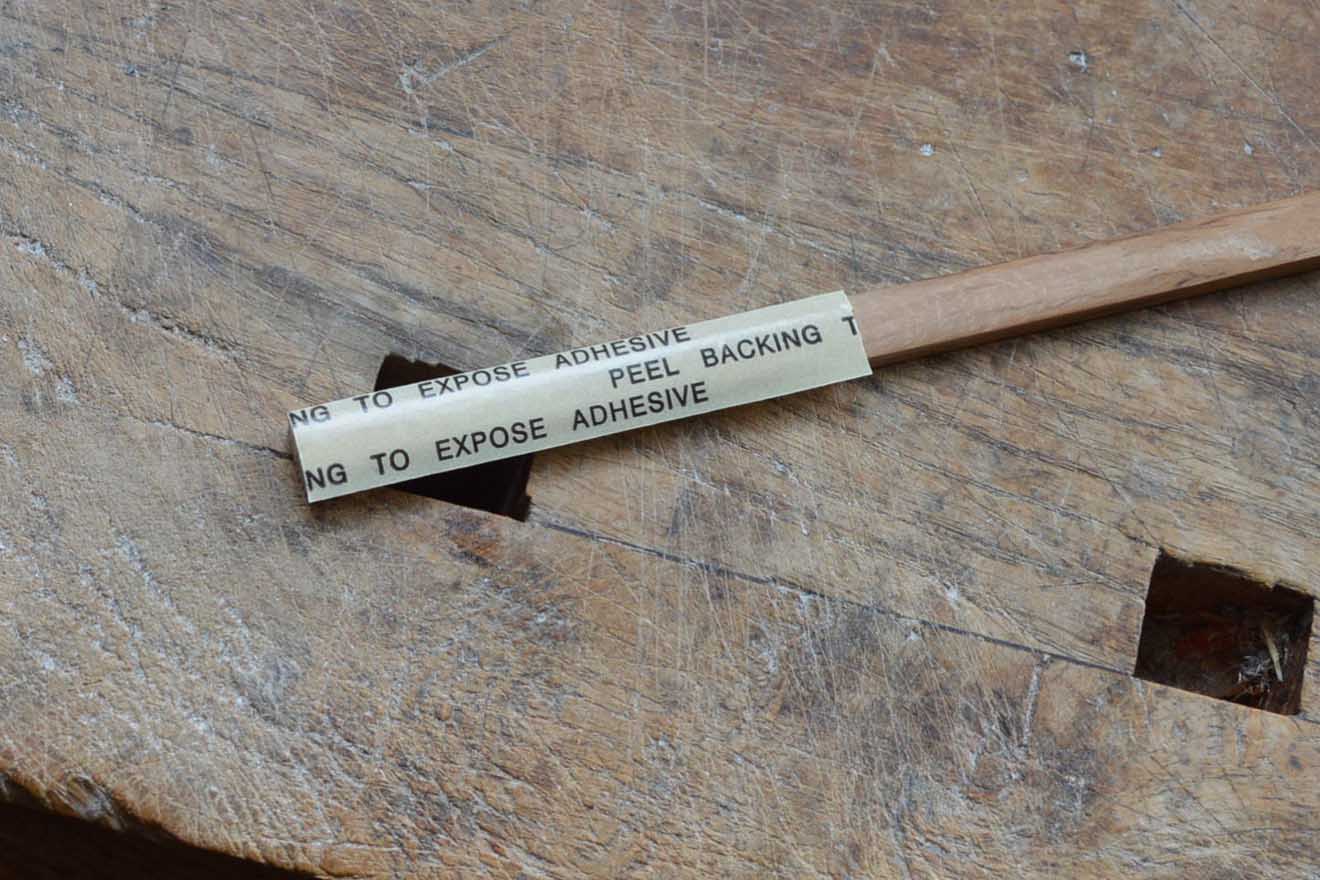 NG TO EXPOSE ADHESIVE
PEEL BACKING T
NG TO EXPOSE ADHESIVE